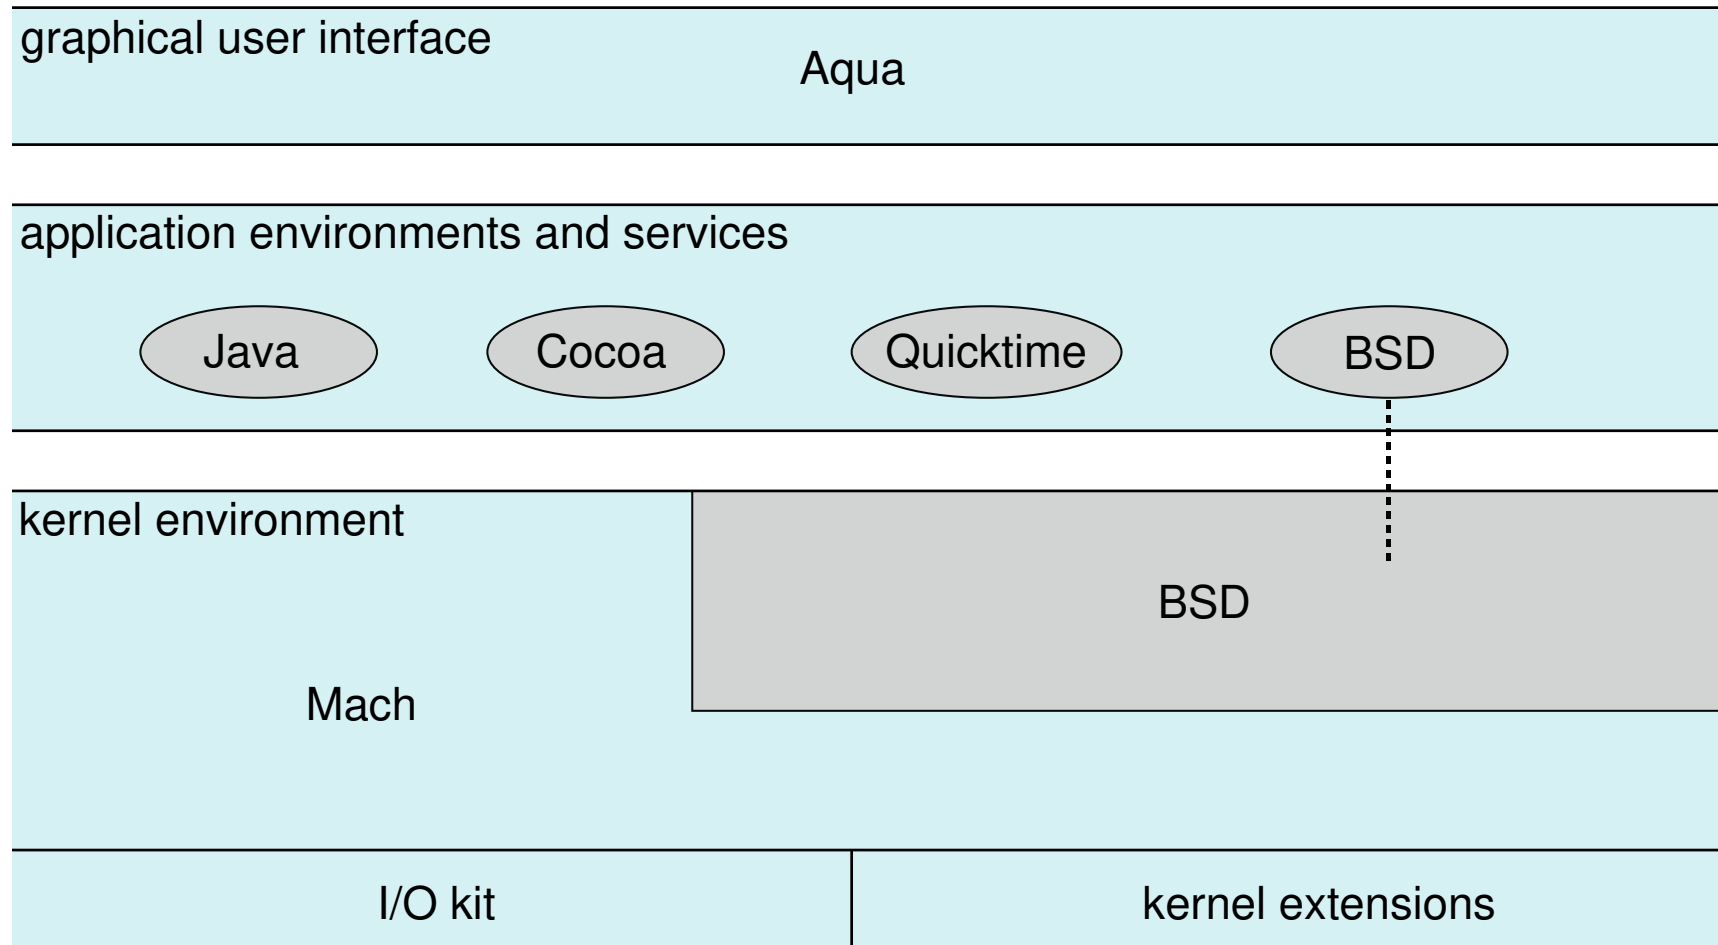 graphical user interface
Aqua
application environments and services
Java
Cocoa
Quicktime
BSD
kernel environment
BSD
Mach
I/O kit
kernel extensions